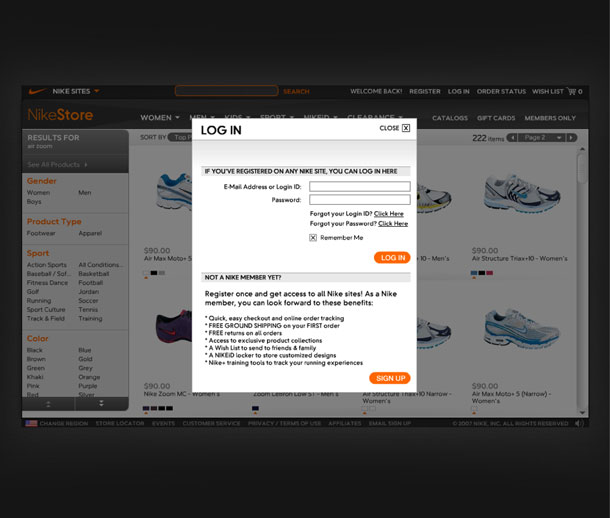 NIKE SITES
SEARCH
WELCOME BACK! REGISTER LOG IN ORDER STATUS WISH LIST 0
NikeStore
WOMEN MEN KIDS SPORT NIKEiD CLEARANCE
CATALOGS GIFT CARDS MEMBERS ONLY
RESULTS FOR
air zoom
See All Products
Gender
Women Men
Boys
Product Type
Footwear Apparel
Sport
Action Sports All Conditions...
Baseball / Sof... Basketball
Fitness Dance Football
Golf Jordan
Running Soccer
Sport Culture Tennis
Track & Field Training
Color
Black Blue
Brown Gold
Green Grey
Khaki Orange
Pink Purple
Red Silver
SORT BY
222 items Page 2
LOG IN
CLOSE X
IF YOU'VE REGISTERED ON ANY NIKE SITE, YOU CAN LOG IN HERE
E-Mail Address or Login ID:
Password:
Forgot your Login ID? Click Here
Forgot your Password? Click Here
Remember Me
LOG IN
NOT A NIKE MEMBER YET?
Register once and get access to all Nike sites! As a Nike
member, you can look forward to these benefits:
* Quick, easy checkout and online order tracking
* FREE GROUND SHIPPING on your FIRST order
* FREE returns on all orders
* Access to exclusive product collections
* A Wish List to send to friends & family
* A NIKEiD locker to store customized designs
* Nike+ training tools to track your running experiences
SIGN UP
$90.00
Air Max Moto+ 5
+10 - Men's
$90.00
Air Structure Triax+10 - Women's
$90.00
Nike Zoom MC - Women's
Zoom Lebron Low ST - Men's
Air Structure Triax+10 (Narrow) -
Women's
$90.00
Air Max Moto+ 5 (Narrow) -
Women's
CHANGE REGION STORE LOCATOR EVENTS CUSTOMER SERVICE PRIVACY / TERMS OF USE AFFILIATES EMAIL SIGN UP
© 2007 NIKE, INC, ALL RIGHTS RESERVED